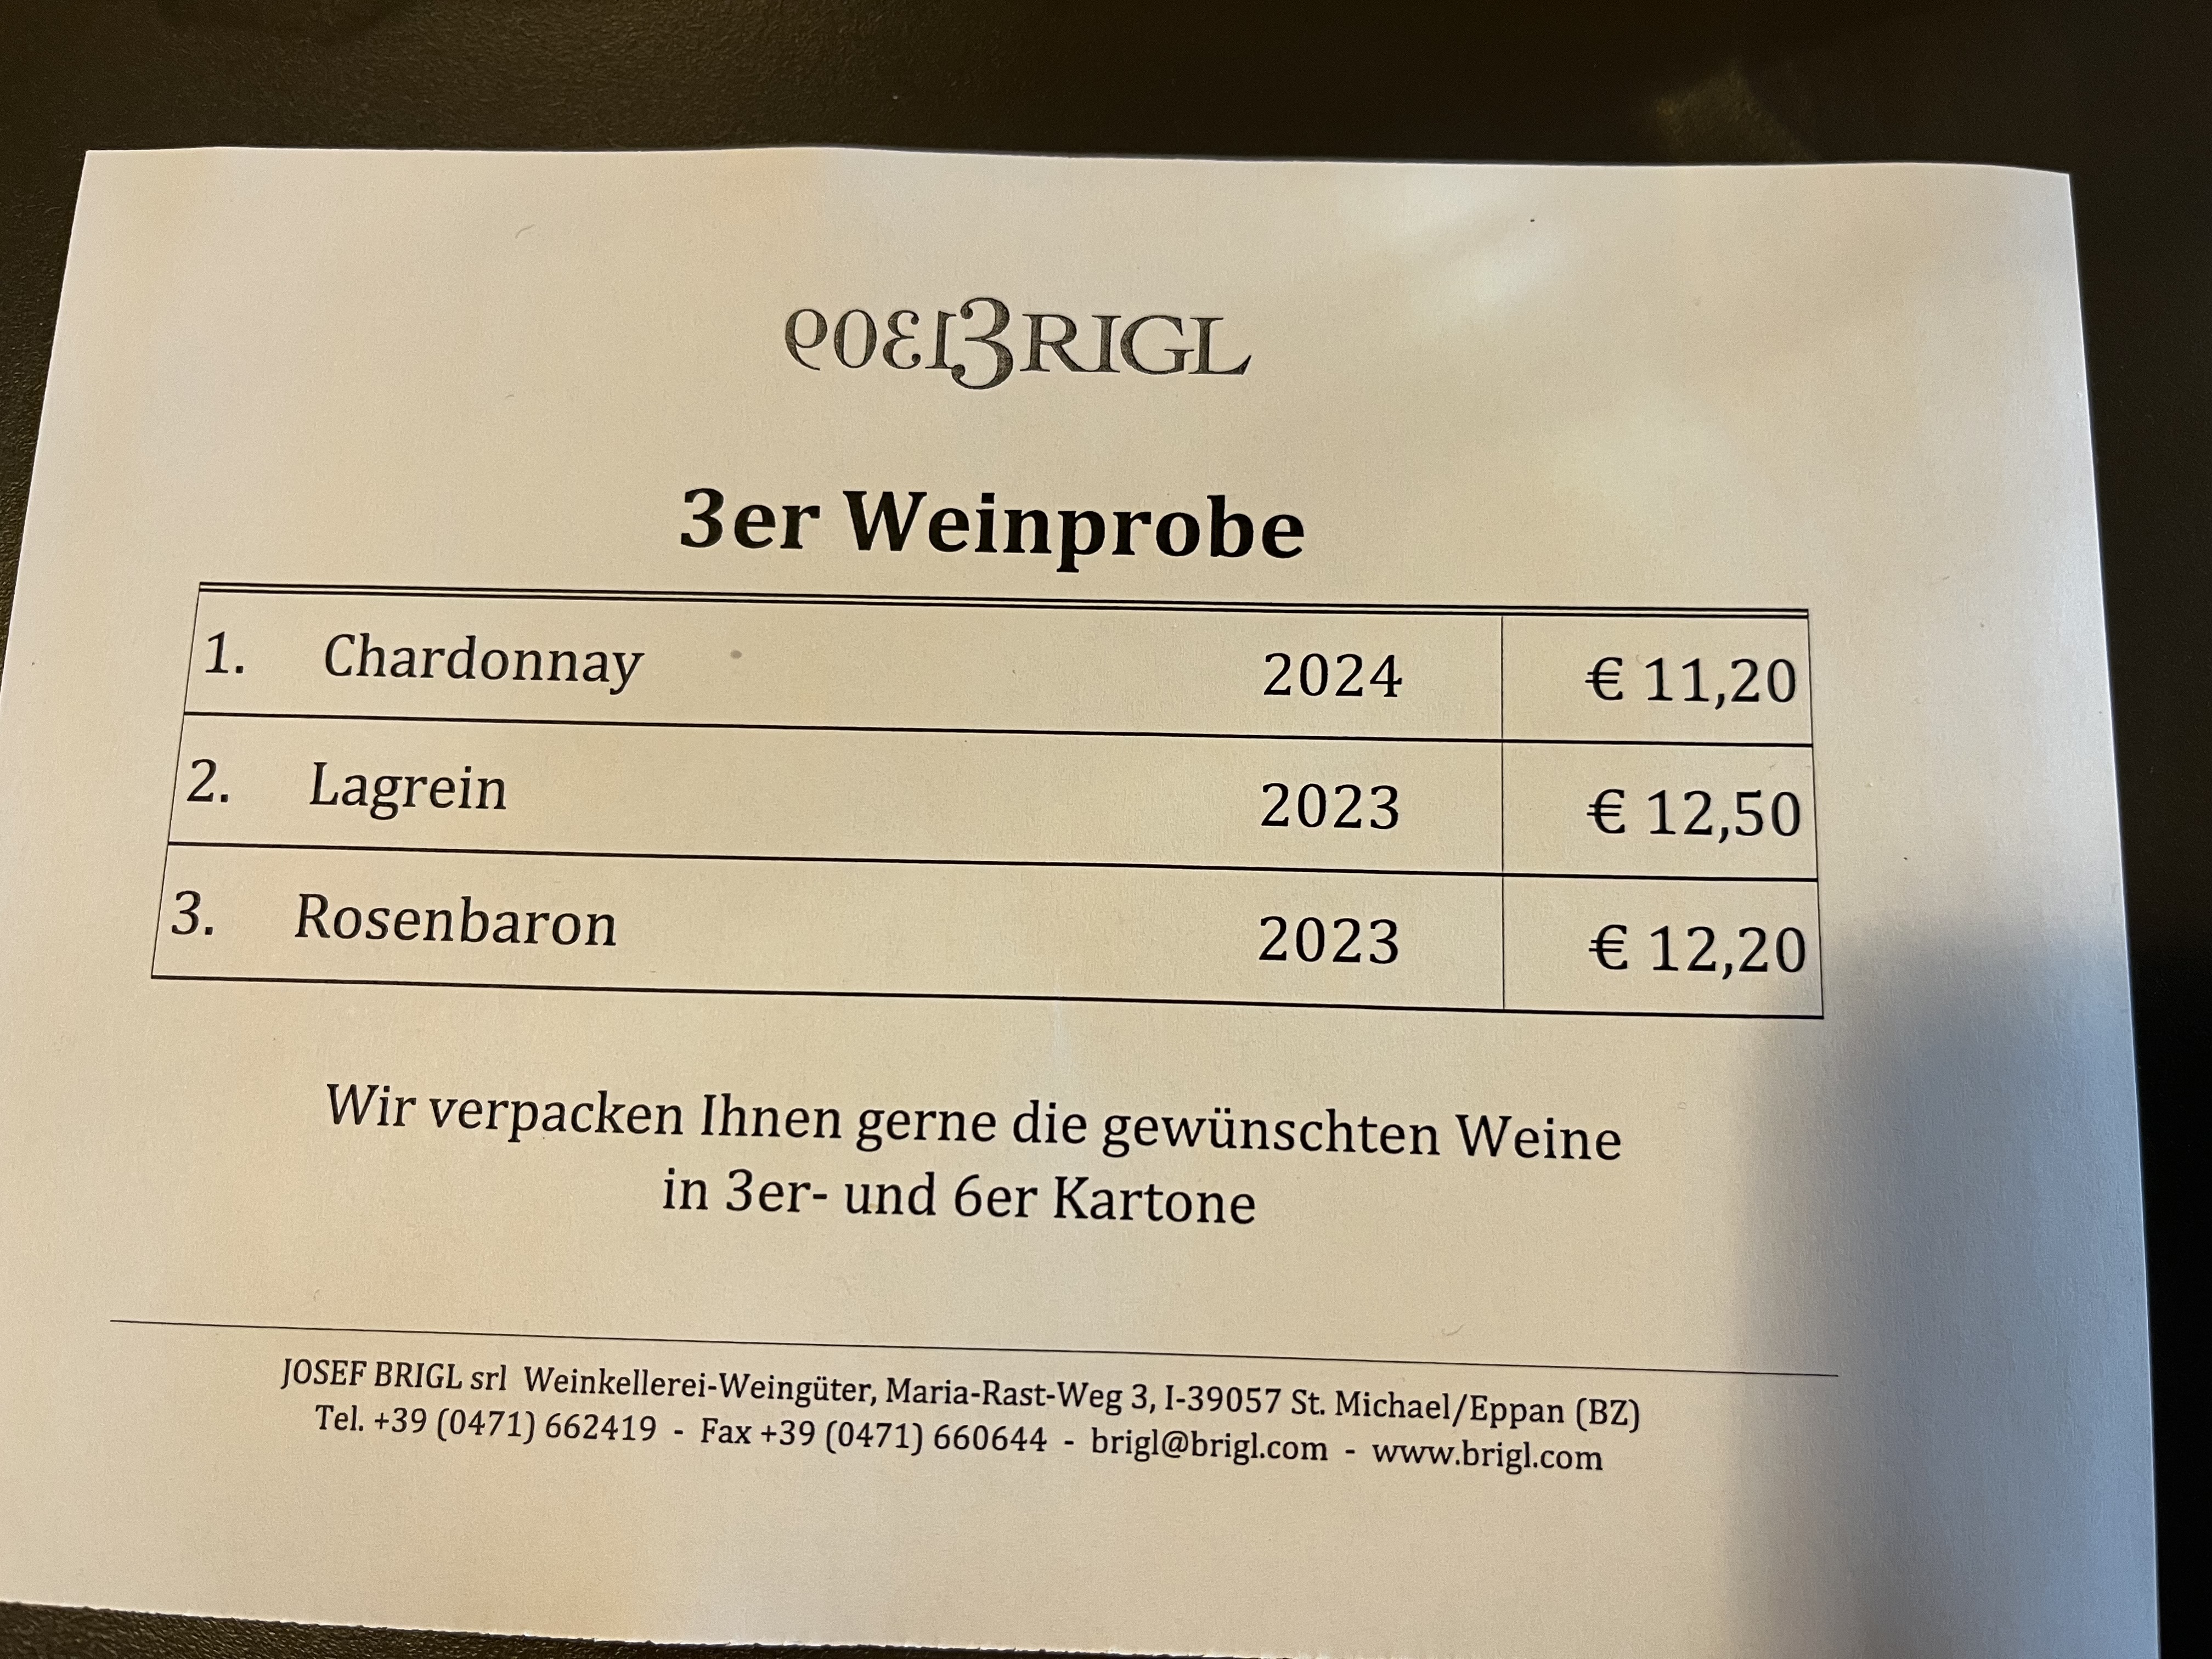 1309 BRIGL
3er Weinprobe
1. Chardonnay 2024 € 11,20
2. Lagrein 2023 € 12,50
3. Rosenbaron 2023 € 12,20
Wir verpacken Ihnen gerne die gewünschten Weine
in 3er- und 6er Kartone
JOSEF BRIGL srl Weinkellerei-Weingüter, Maria-Rast-Weg 3, I-39057 St. Michael/Eppan (BZ)
Tel. +39 (0471) 662419 - Fax +39 (0471) 660644 - brigl@brigl.com - www.brigl.com